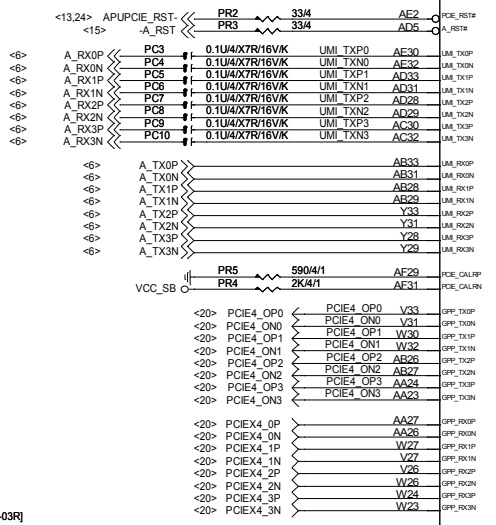 <13,24> APUPCIE_RST- PR2 33/4 AE2 PCIE_RST#
<15> -A_RST PR3 33/4 AD5 A_RST#
<6> A_RX0P PC3 0.1U/4/X7R/16V/K UMI_TXP0 AE30 UMI_TX0P
<6> A_RX0N PC4 0.1U/4/X7R/16V/K UMI_TXN0 AE32 UMI_TX0N
<6> A_RX1P PC5 0.1U/4/X7R/16V/K UMI_TXP1 AD33 UMI_TX1P
<6> A_RX1N PC6 0.1U/4/X7R/16V/K UMI_TXN1 AD31 UMI_TX1N
<6> A_RX2P PC7 0.1U/4/X7R/16V/K UMI_TXP2 AD28 UMI_TX2P
<6> A_RX2N PC8 0.1U/4/X7R/16V/K UMI_TXN2 AD29 UMI_TX2N
<6> A_RX3P PC9 0.1U/4/X7R/16V/K UMI_TXP3 AC30 UMI_TX3P
<6> A_RX3N PC10 0.1U/4/X7R/16V/K UMI_TXN3 AC32 UMI_TX3N
<6> A_TX0P AB33 UMI_RX0P
<6> A_TX0N AB31 UMI_RX0N
<6> A_TX1P AB28 UMI_RX1P
<6> A_TX1N AB29 UMI_RX1N
<6> A_TX2P Y33 UMI_RX2P
<6> A_TX2N Y31 UMI_RX2N
<6> A_TX3P Y28 UMI_RX3P
<6> A_TX3N Y29 UMI_RX3N
PR5 590/4/1 AF29 PCIE_CALRP
VCC_SB PR4 2K/4/1 AF31 PCIE_CALRN
<20> PCIE4_OP0 PCIE4_OP0 V33 GPP_TX0P
<20> PCIE4_ON0 PCIE4_ON0 V31 GPP_TX0N
<20> PCIE4_OP1 PCIE4_OP1 W30 GPP_TX1P
<20> PCIE4_ON1 PCIE4_ON1 W32 GPP_TX1N
<20> PCIE4_OP2 PCIE4_OP2 AB26 GPP_TX2P
<20> PCIE4_ON2 PCIE4_ON2 AB27 GPP_TX2N
<20> PCIE4_OP3 PCIE4_OP3 AA24 GPP_TX3P
<20> PCIE4_ON3 PCIE4_ON3 AA23 GPP_TX3N
<20> PCIEX4_0P AA27 GPP_RX0P
<20> PCIEX4_0N AA26 GPP_RX0N
<20> PCIEX4_1P W27 GPP_RX1P
<20> PCIEX4_1N V27 GPP_RX1N
<20> PCIEX4_2P V26 GPP_RX2P
<20> PCIEX4_2N W26 GPP_RX2N
<20> PCIEX4_3P W24 GPP_RX3P
<20> PCIEX4_3N W23 GPP_RX3N
-03R]